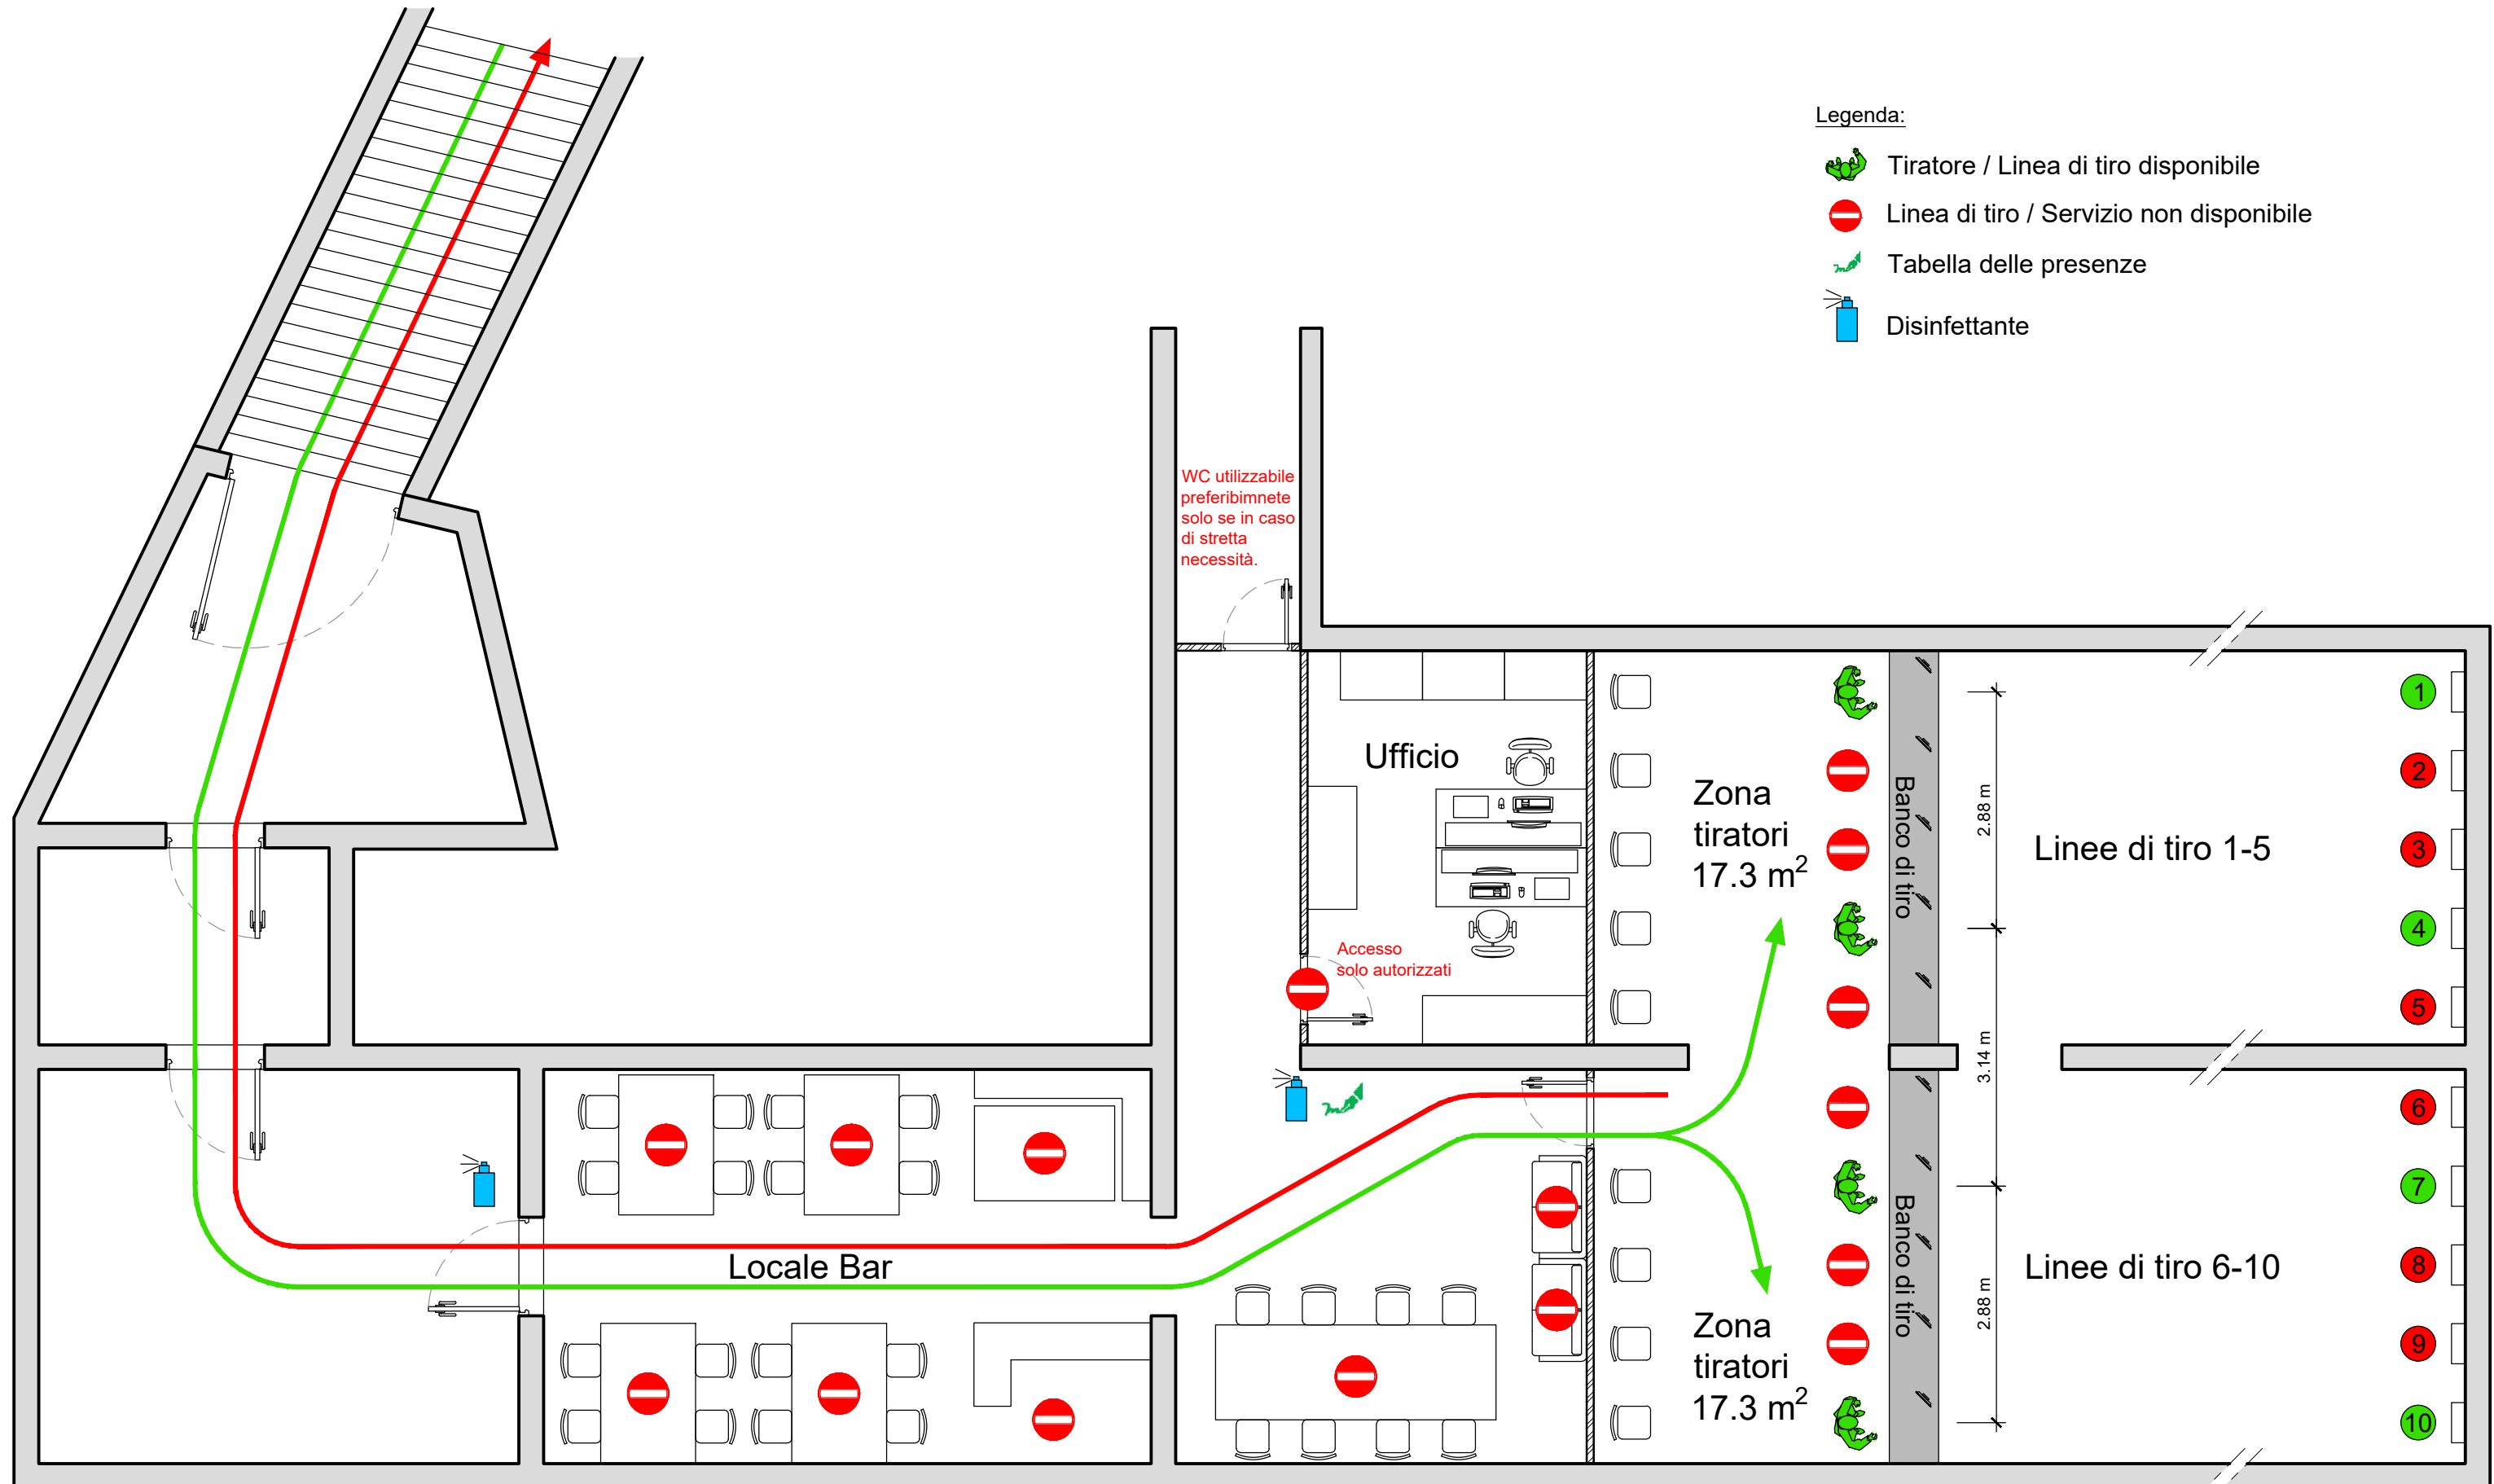 Legenda:
Tiratore / Linea di tiro disponibile
Linea di tiro / Servizio non disponibile
Tabella delle presenze
Disinfettante
WC utilizzabile
preferibimnete
solo se in caso
di stretta
necessità.
Ufficio
Accesso
solo autorizzati
Zona
tiratori
17.3 m²
Banco di tiro
2.88 m
Linee di tiro 1-5
1
2
3
4
5
3.14 m
Locale Bar
Zona
tiratori
17.3 m²
Banco di tiro
2.88 m
Linee di tiro 6-10
6
7
8
9
10